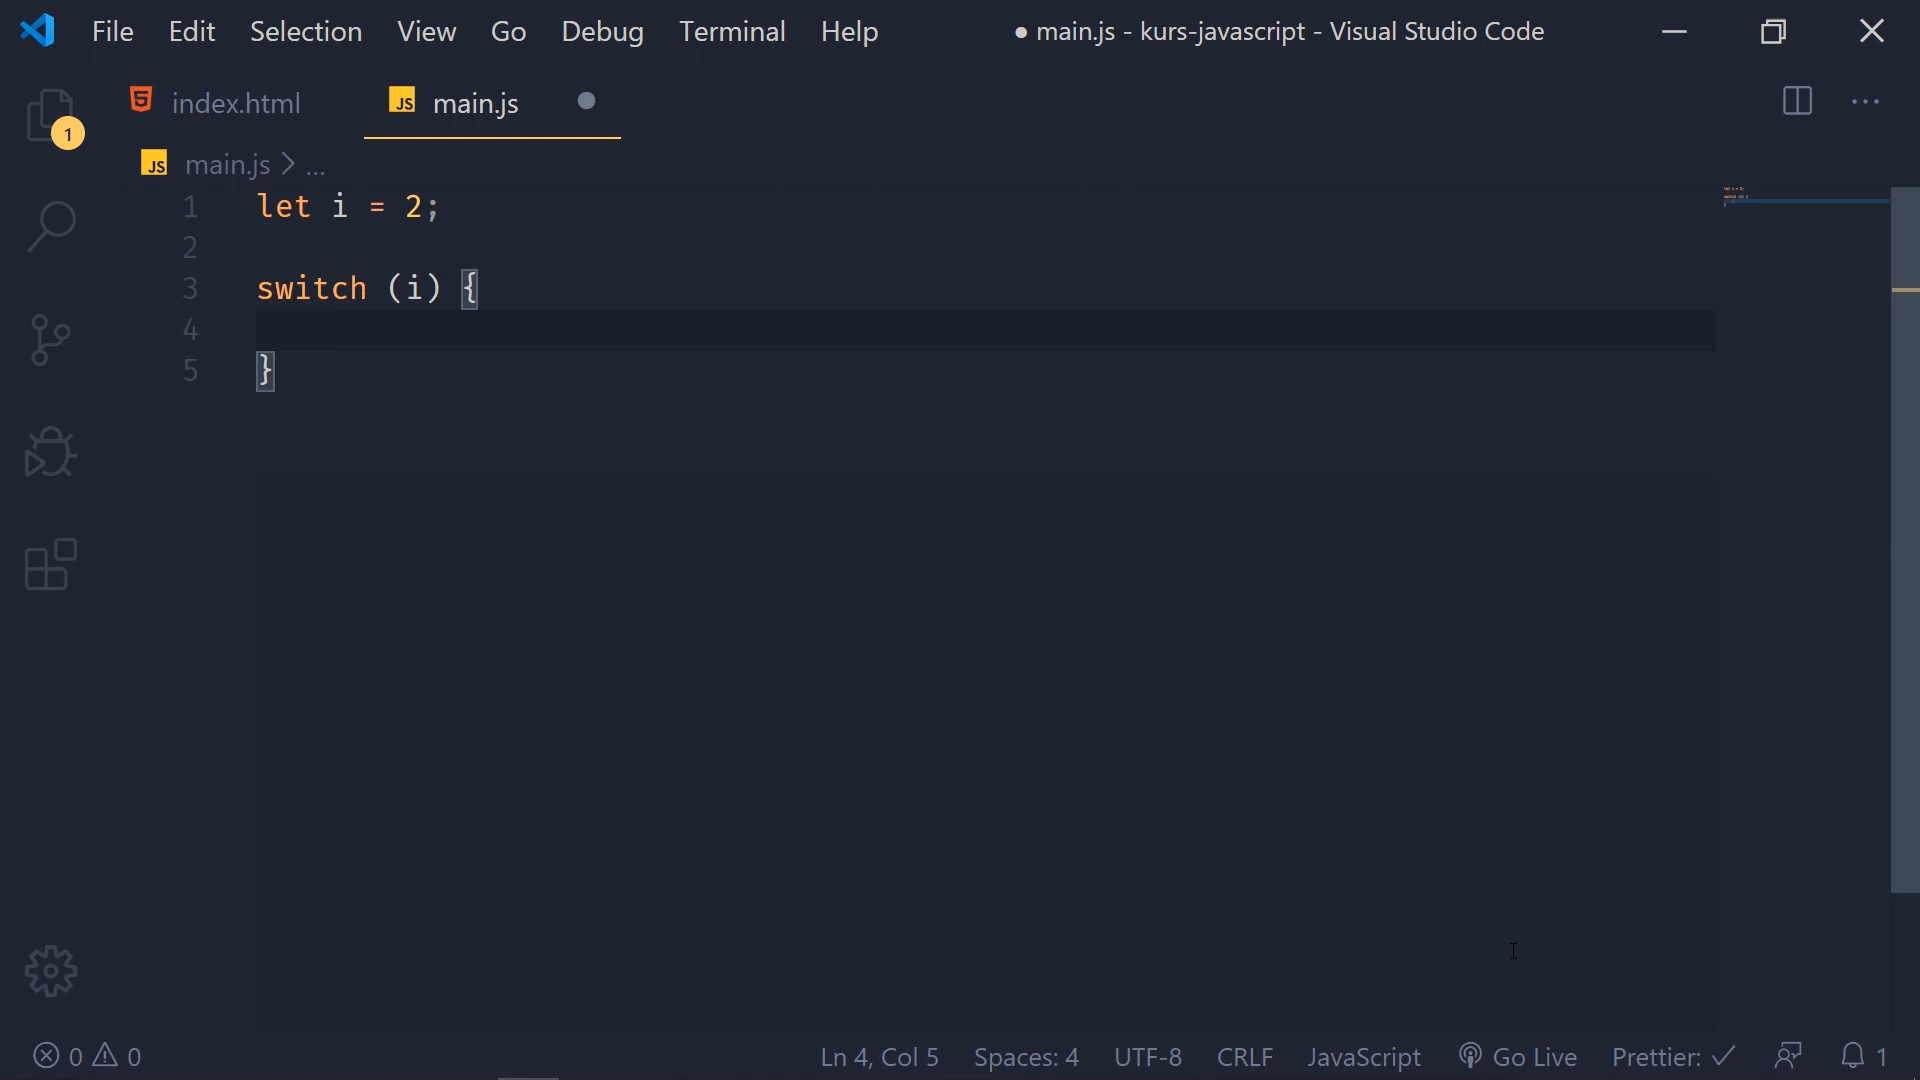 File Edit Selection View Go Debug Terminal Help ● main.js - kurs-javascript - Visual Studio Code
index.html JS main.js
1
JS main.js > ...
1 let i = 2;
2
3 switch (i) {
4
5 }
0 0 Ln 4, Col 5 Spaces: 4 UTF-8 CRLF JavaScript Go Live Prettier: ✓ 1